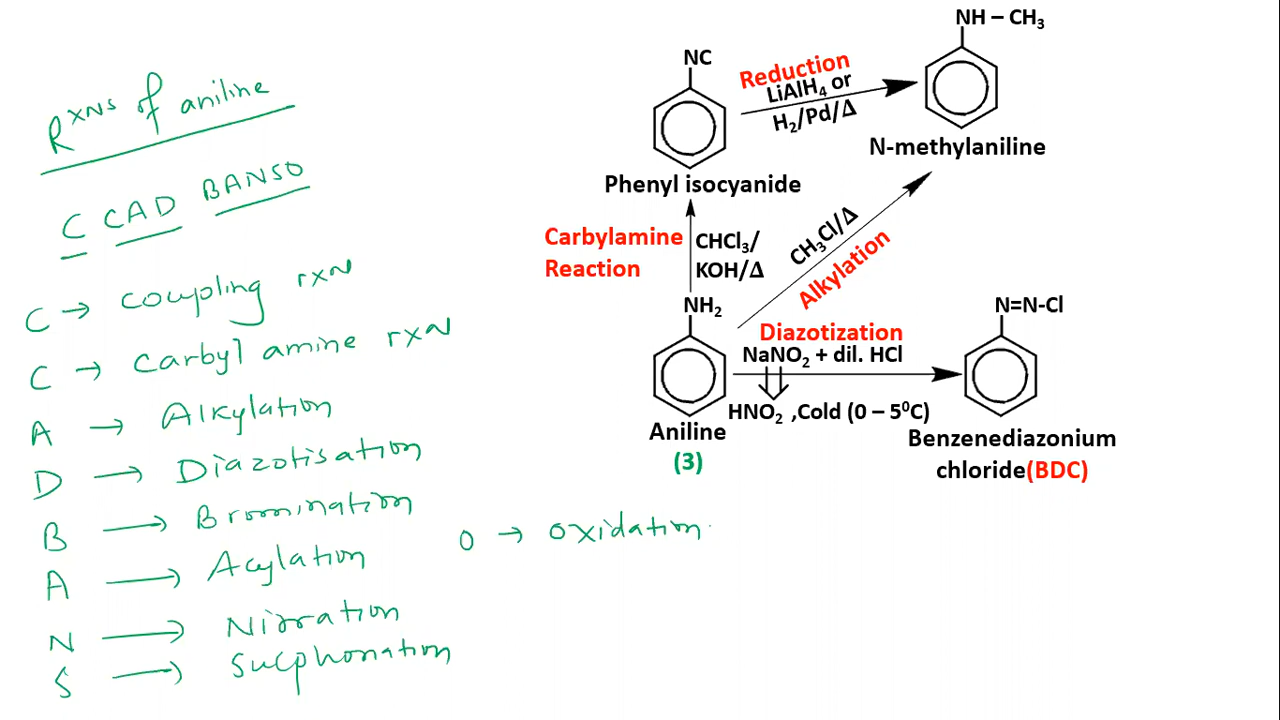 Rxns of aniline
C CAD BANSO
C → Coupling rxn
C → Carbyl amine rxn
A → Alkylation
D → Diazotisation
B → Bromination
A → Acylation
N → Nitration
S → Sulphonation
O → Oxidation
NH – CH₃
NC
Reduction
LiAlH₄ or
H₂/Pd/Δ
N-methylaniline
Phenyl isocyanide
Carbylamine
Reaction
CHCl₃/
KOH/Δ
CH₃Cl/Δ
Alkylation
NH₂
N=N-Cl
Diazotization
NaNO₂ + dil. HCl
HNO₂ ,Cold (0 – 5⁰C)
Aniline
(3)
Benzenediazonium
chloride(BDC)